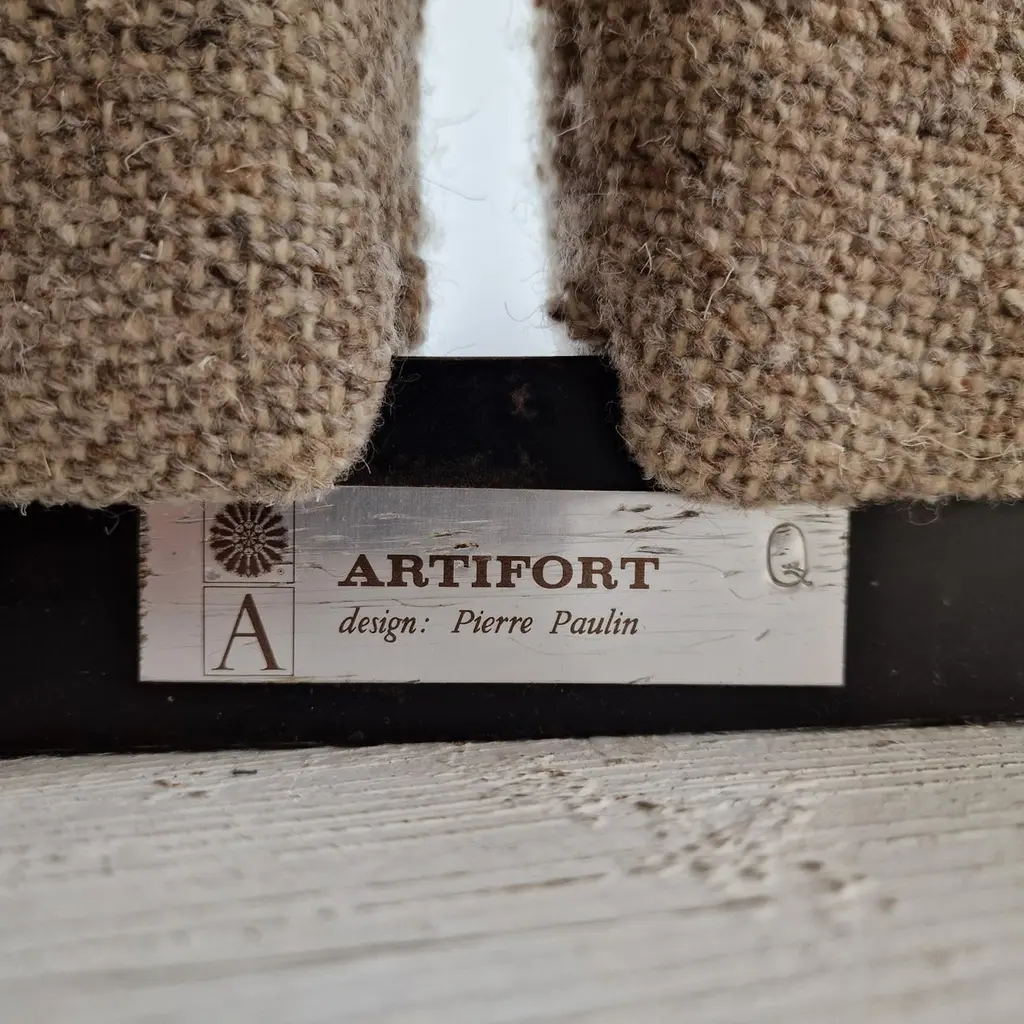 ARTIFORT
Q
design: Pierre Paulin
A